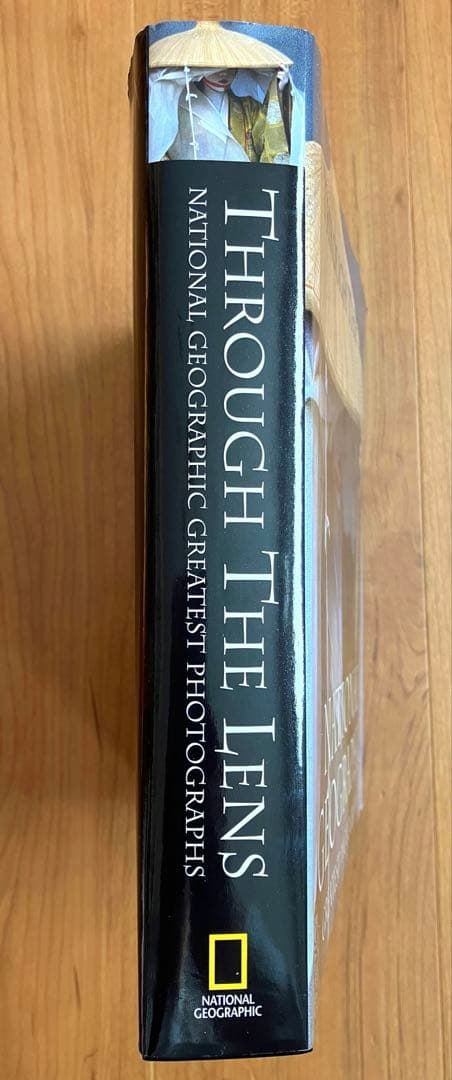 THROUGH THE LENS
NATIONAL GEOGRAPHIC GREATEST PHOTOGRAPHS
NATIONAL
GEOGRAPHIC